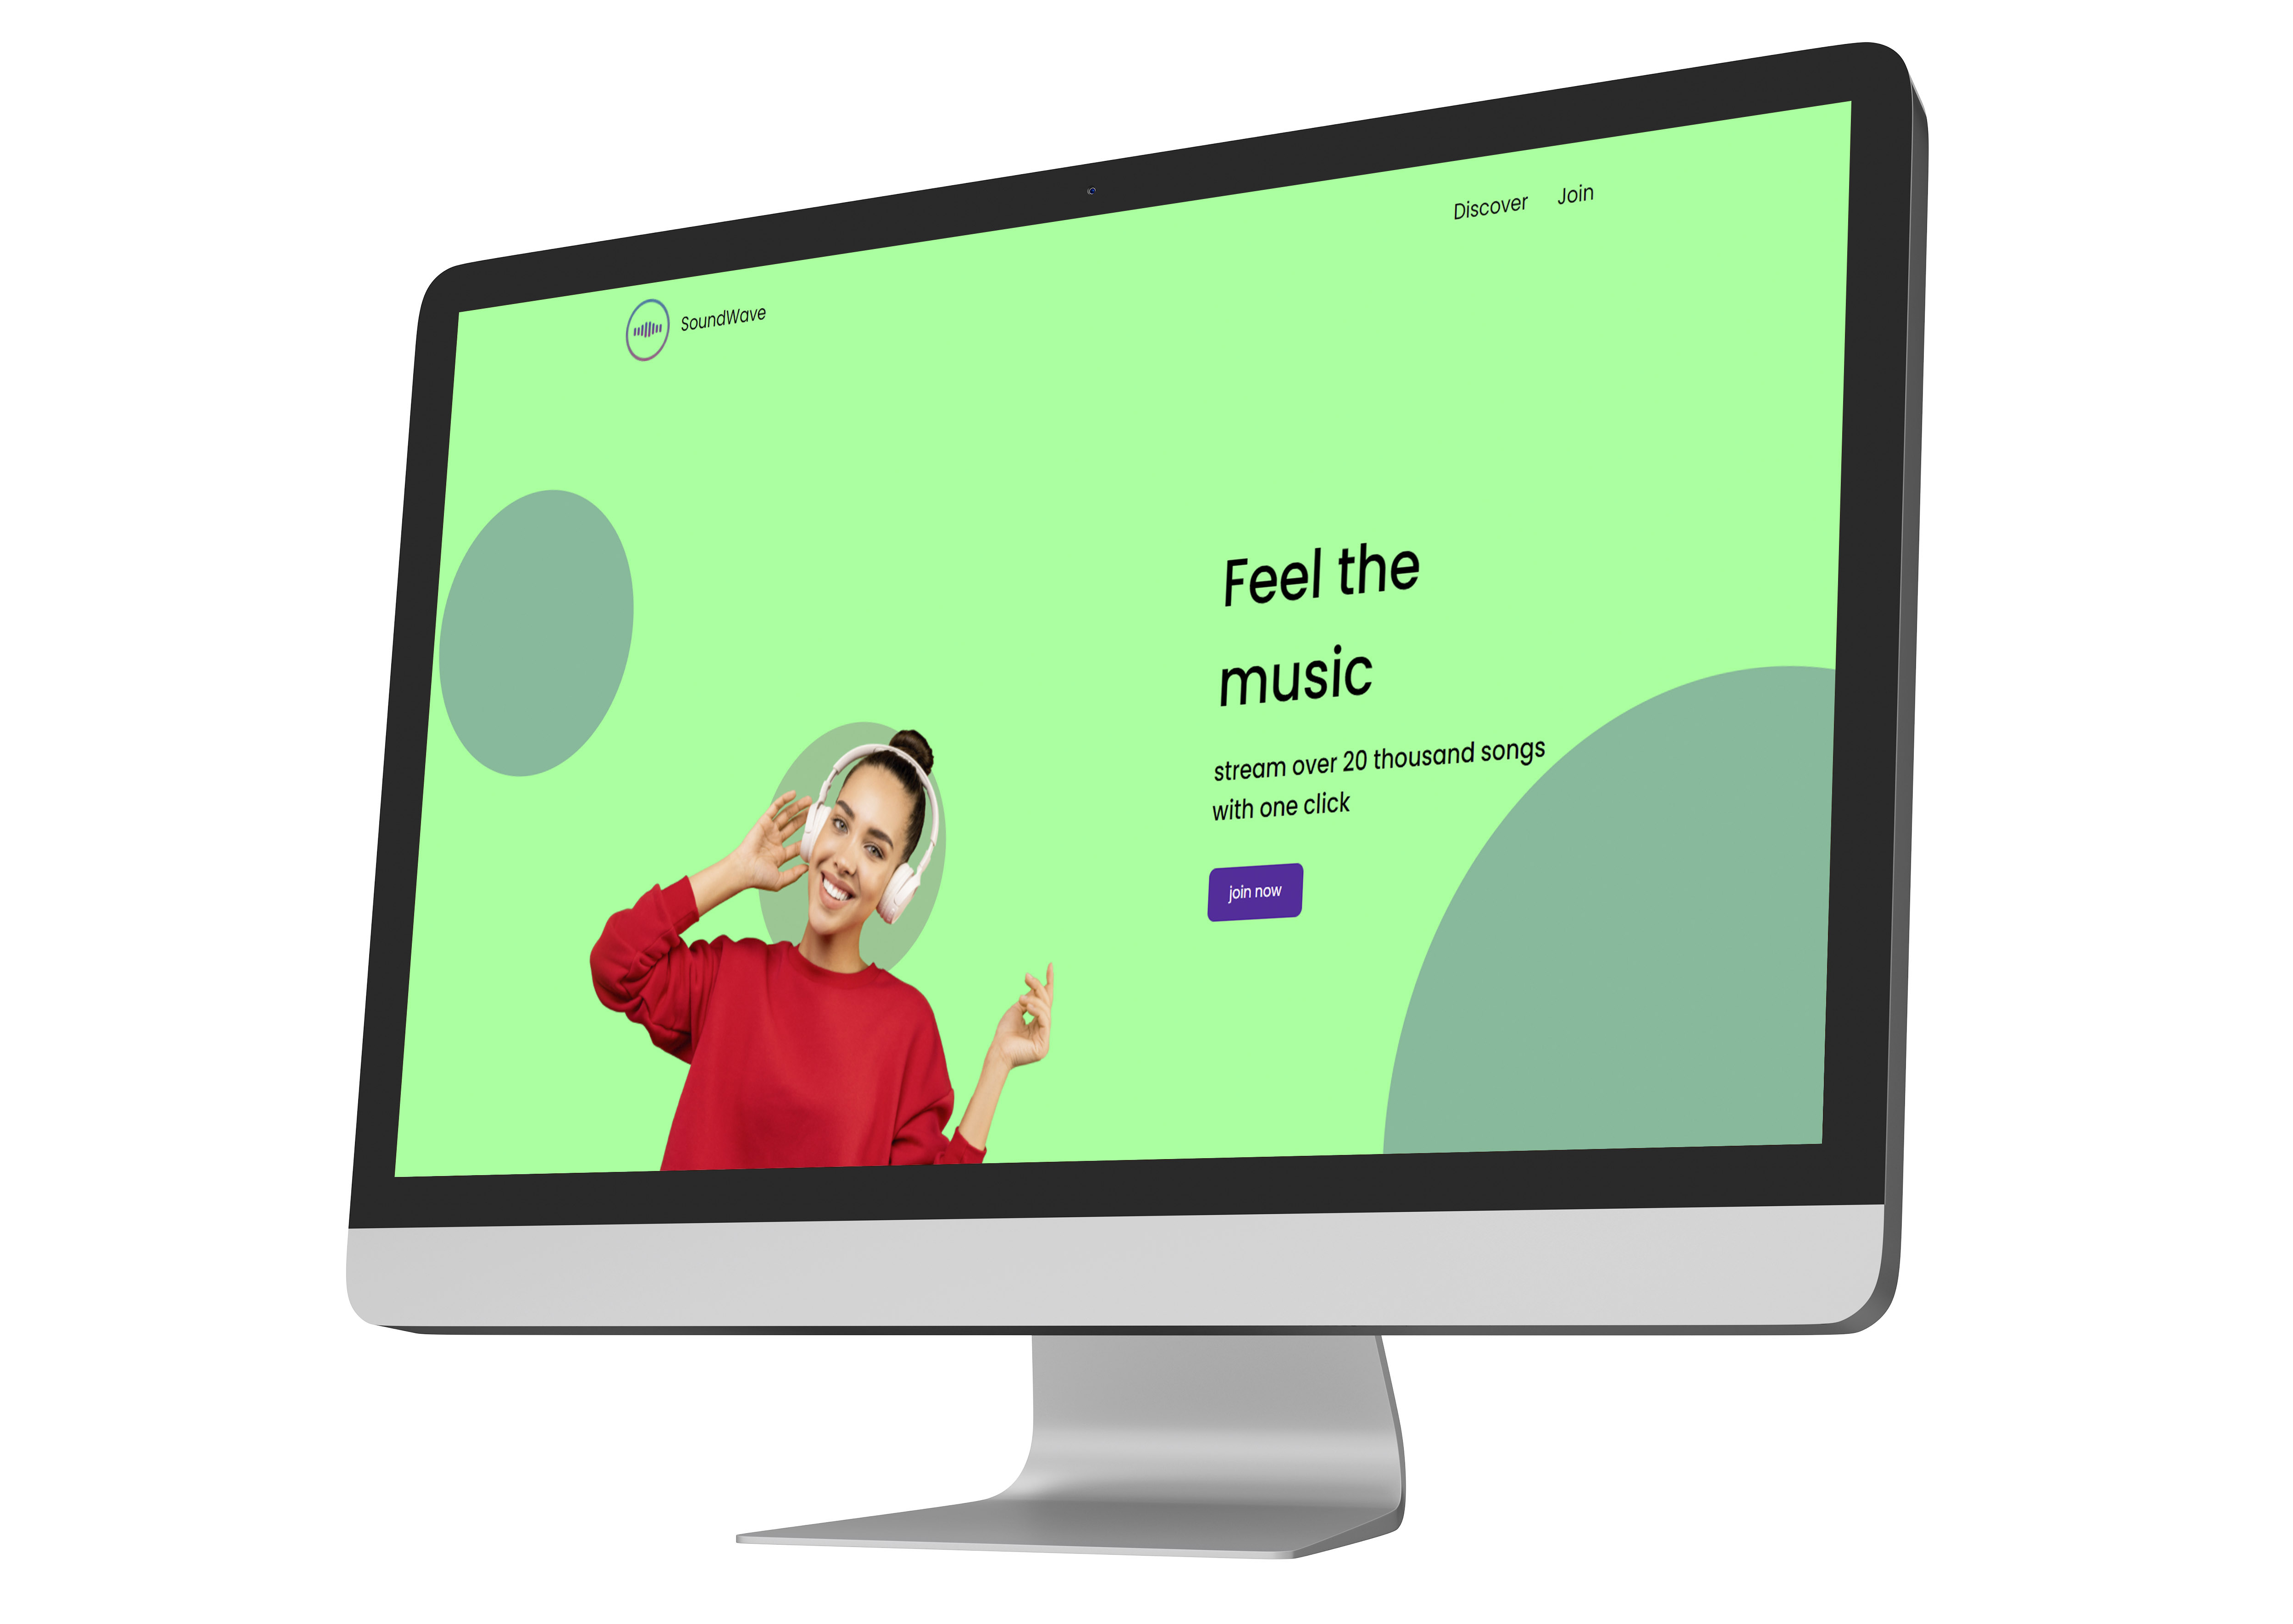 SoundWave
Discover
Join
Feel the
music
stream over 20 thousand songs
with one click
join now